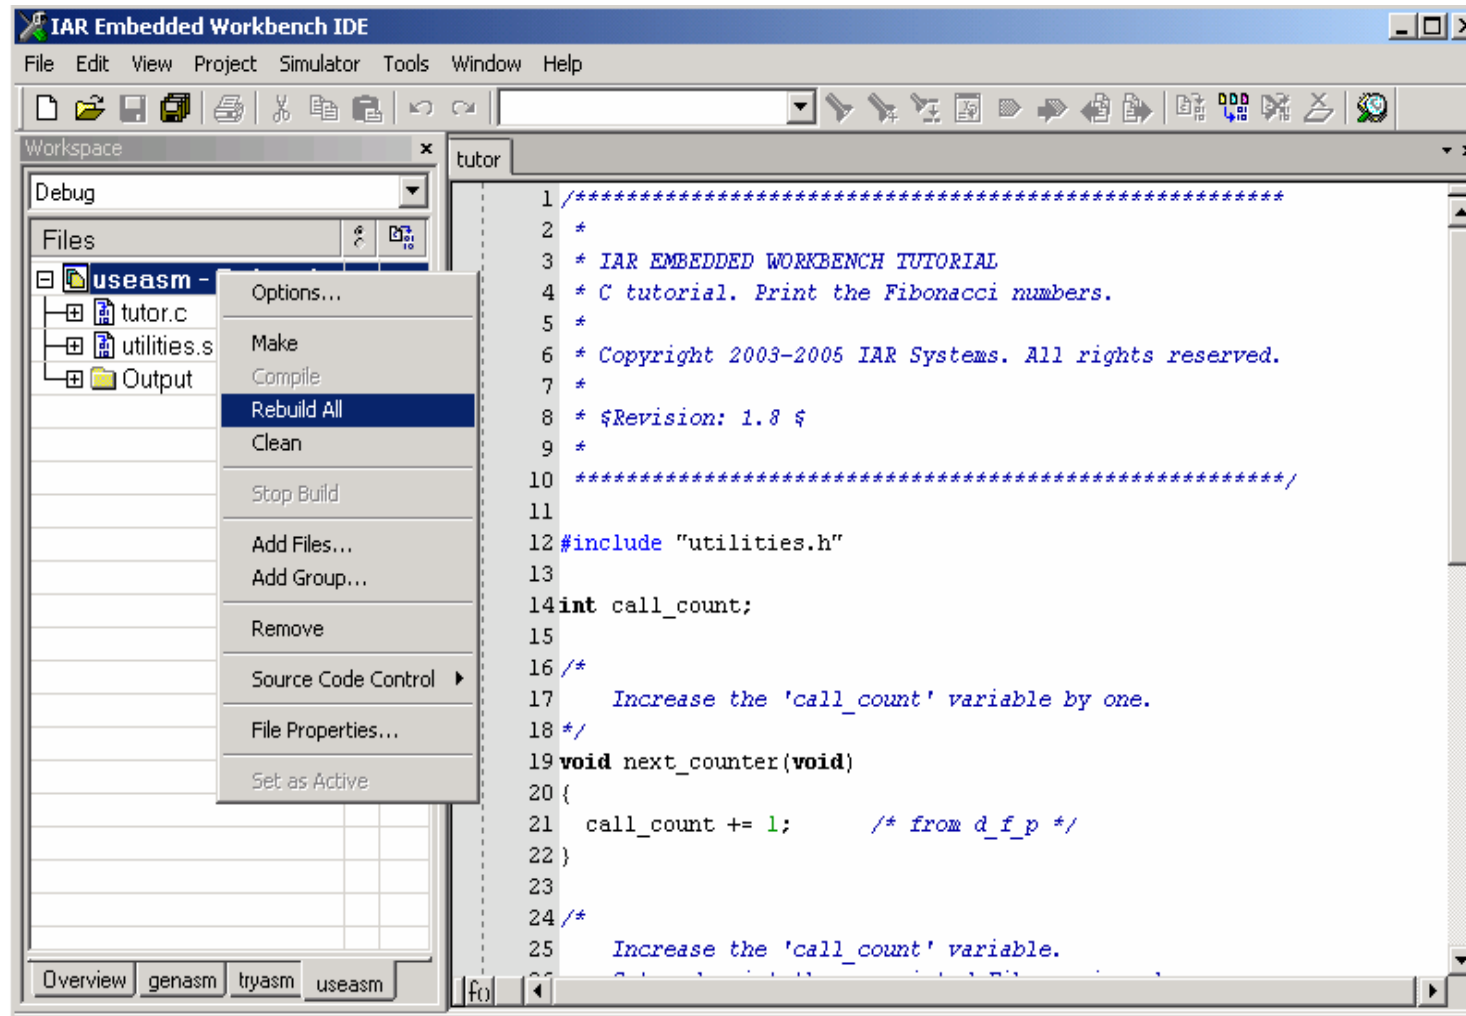 IAR Embedded Workbench IDE
File Edit View Project Simulator Tools Window Help
Workspace
Debug
Files
useasm -
tutor.c
utilities.s
Output
Options...
Make
Compile
Rebuild All
Clean
Stop Build
Add Files...
Add Group...
Remove
Source Code Control
File Properties...
Set as Active
Overview genasm tryasm useasm
tutor
1 /*******************************************************
2 *
3 * IAR EMBEDDED WORKBENCH TUTORIAL
4 * C tutorial. Print the Fibonacci numbers.
5 *
6 * Copyright 2003-2005 IAR Systems. All rights reserved.
7 *
8 * $Revision: 1.8 $
9 *
10 *******************************************************/
11
12 #include "utilities.h"
13
14 int call_count;
15
16 /*
17 Increase the 'call_count' variable by one.
18 */
19 void next_counter(void)
20 {
21 call_count += 1; /* from d_f_p */
22 }
23
24 /*
25 Increase the 'call_count' variable.
f()